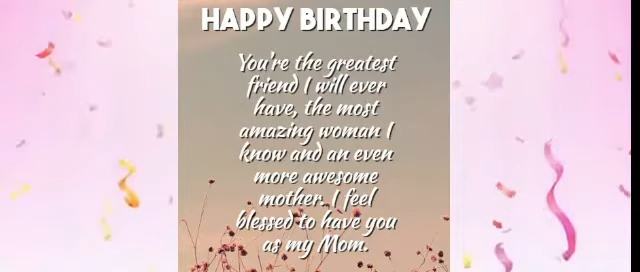 HAPPY BIRTHDAY
You're the greatest
friend I will ever
have, the most
amazing woman I
know and an even
more awesome
mother. I feel
blessed to have you
as my Mom.